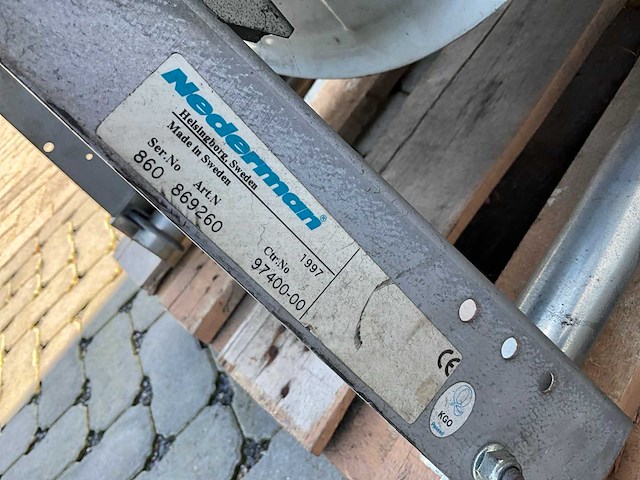 Nederman®
Helsingborg, Sweden
Made in Sweden
Ser.No Art.N
860 869260
1997
Ctr.No
97400-00
CE
KGO